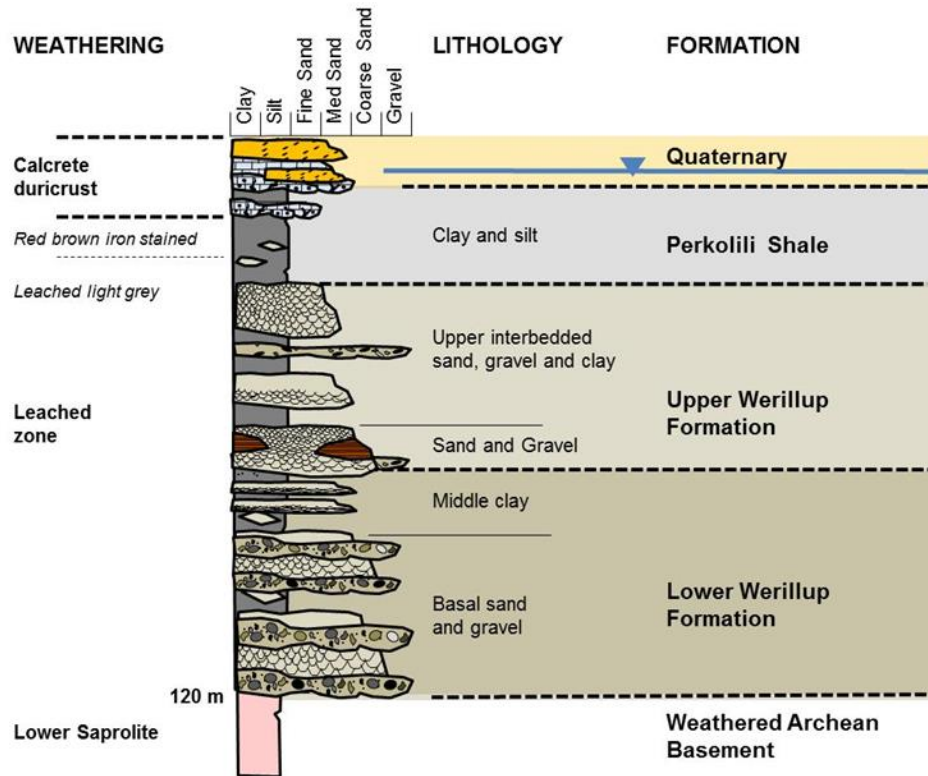 WEATHERING
LITHOLOGY
FORMATION
Clay
Silt
Fine Sand
Med Sand
Coarse Sand
Gravel
Calcrete
duricrust
Quaternary
Red brown iron stained
Clay and silt
Perkolili Shale
Leached light grey
Upper interbedded
sand, gravel and clay
Leached
zone
Upper Werillup
Formation
Sand and Gravel
Middle clay
Basal sand
and gravel
Lower Werillup
Formation
120 m
Lower Saprolite
Weathered Archean
Basement